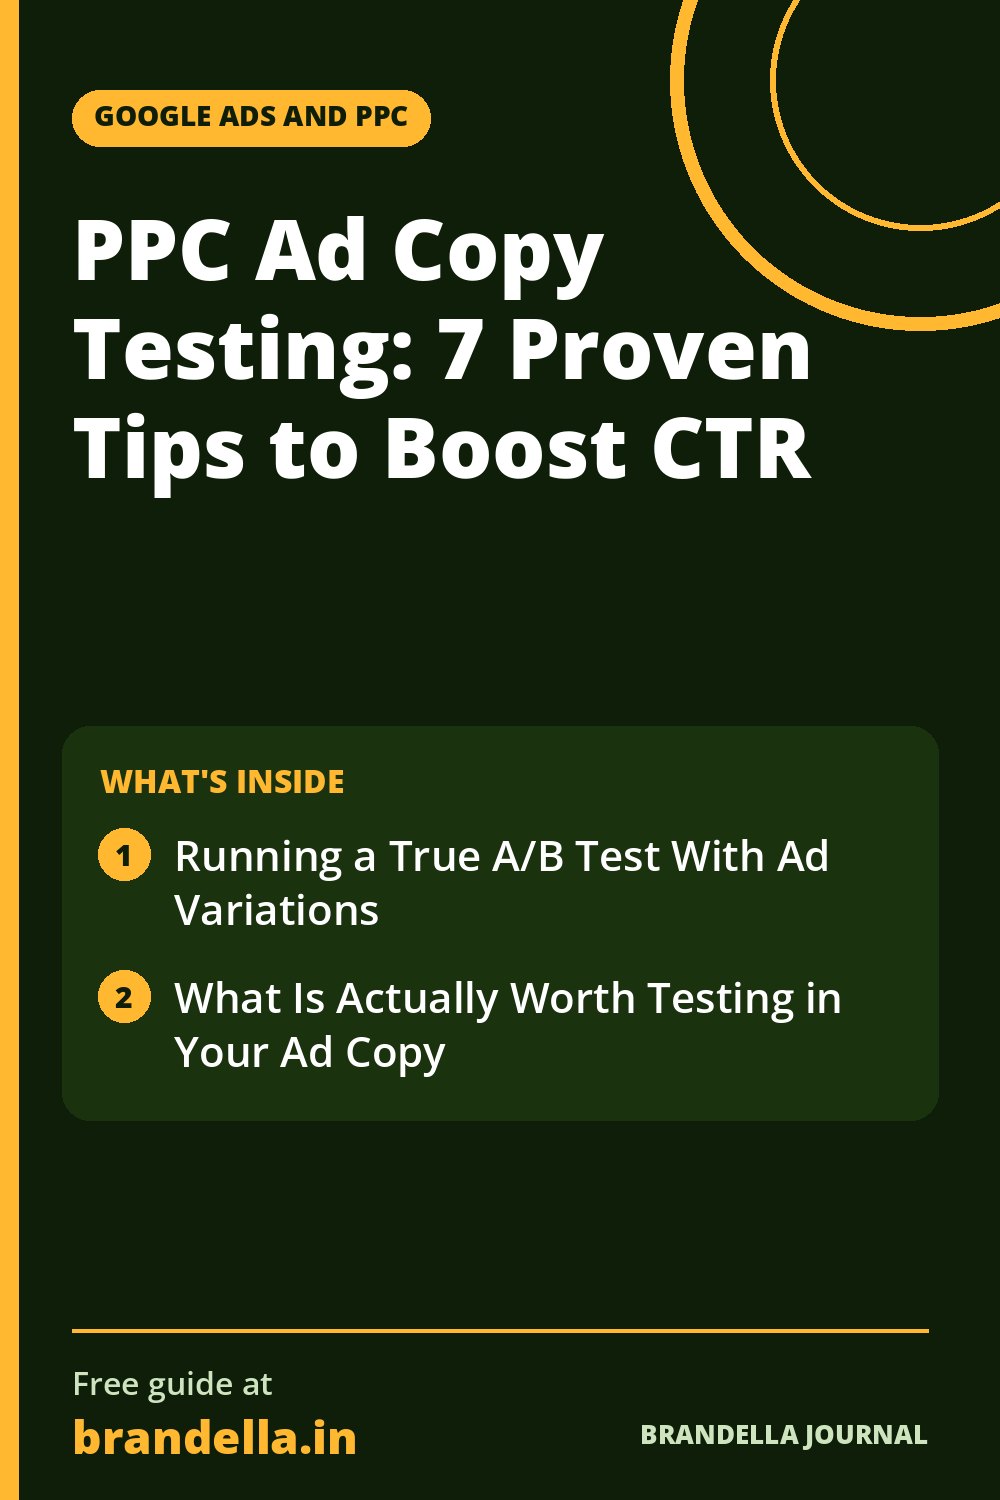 GOOGLE ADS AND PPC
PPC Ad Copy
Testing: 7 Proven
Tips to Boost CTR
WHAT'S INSIDE
1 Running a True A/B Test With Ad
Variations
2 What Is Actually Worth Testing in
Your Ad Copy
Free guide at
brandella.in
BRANDELLA JOURNAL